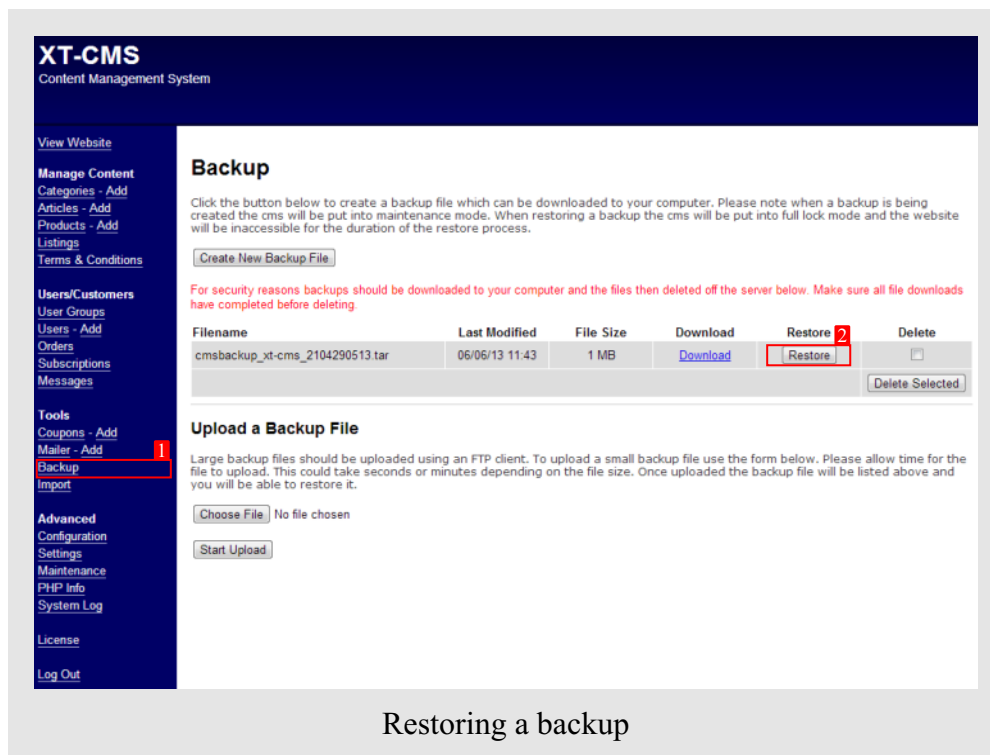 XT-CMS
Content Management System
View Website
Manage Content
Categories - Add
Articles - Add
Products - Add
Listings
Terms & Conditions
Users/Customers
User Groups
Users - Add
Orders
Subscriptions
Messages
Tools
Coupons - Add
Mailer - Add
1
Backup
Import
Advanced
Configuration
Settings
Maintenance
PHP Info
System Log
License
Log Out
Backup
Click the button below to create a backup file which can be downloaded to your computer. Please note when a backup is being
created the cms will be put into maintenance mode. When restoring a backup the cms will be put into full lock mode and the website
will be inaccessible for the duration of the restore process.
Create New Backup File
For security reasons backups should be downloaded to your computer and the files then deleted off the server below. Make sure all file downloads
have completed before deleting.
Filename Last Modified File Size Download Restore 2 Delete
cmsbackup_xt-cms_2104290513.tar 06/06/13 11:43 1 MB Download Restore
Delete Selected
Upload a Backup File
Large backup files should be uploaded using an FTP client. To upload a small backup file use the form below. Please allow time for the
file to upload. This could take seconds or minutes depending on the file size. Once uploaded the backup file will be listed above and
you will be able to restore it.
Choose File No file chosen
Start Upload
Restoring a backup